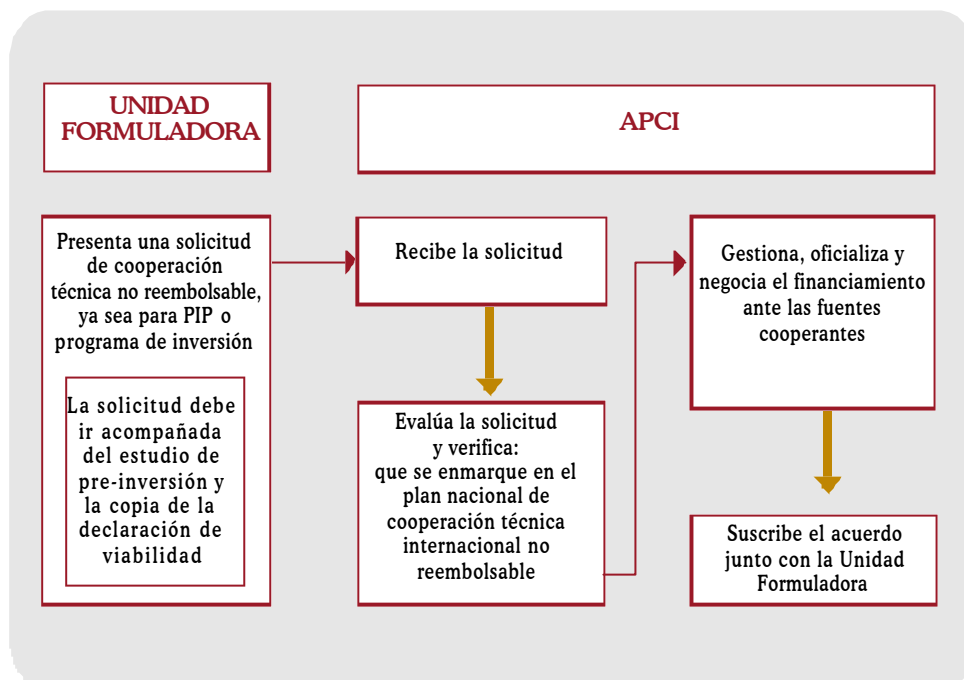 UNIDAD
FORMULADORA
APCI
Presenta una solicitud
de cooperación
técnica no reembolsable,
ya sea para PIP o
programa de inversión
La solicitud debe
ir acompañada
del estudio de
pre-inversión y
la copia de la
declaración de
viabilidad
Recibe la solicitud
Evalúa la solicitud
y verifica:
que se enmarque en el
plan nacional de
cooperación técnica
internacional no
reembolsable
Gestiona, oficializa y
negocia el financiamiento
ante las fuentes
cooperantes
Suscribe el acuerdo
junto con la Unidad
Formuladora